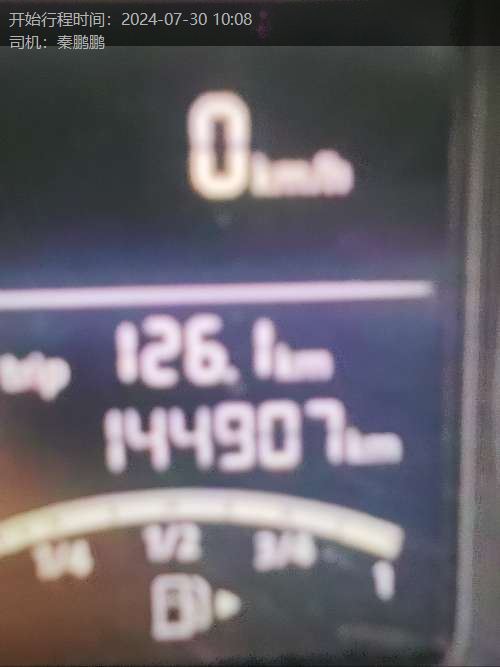 开始行程时间：2024-07-30 10:08
司机：秦鹏鹏
0 km/h
trip 126.1 km
144907 km
1/4 1/2 3/4 1